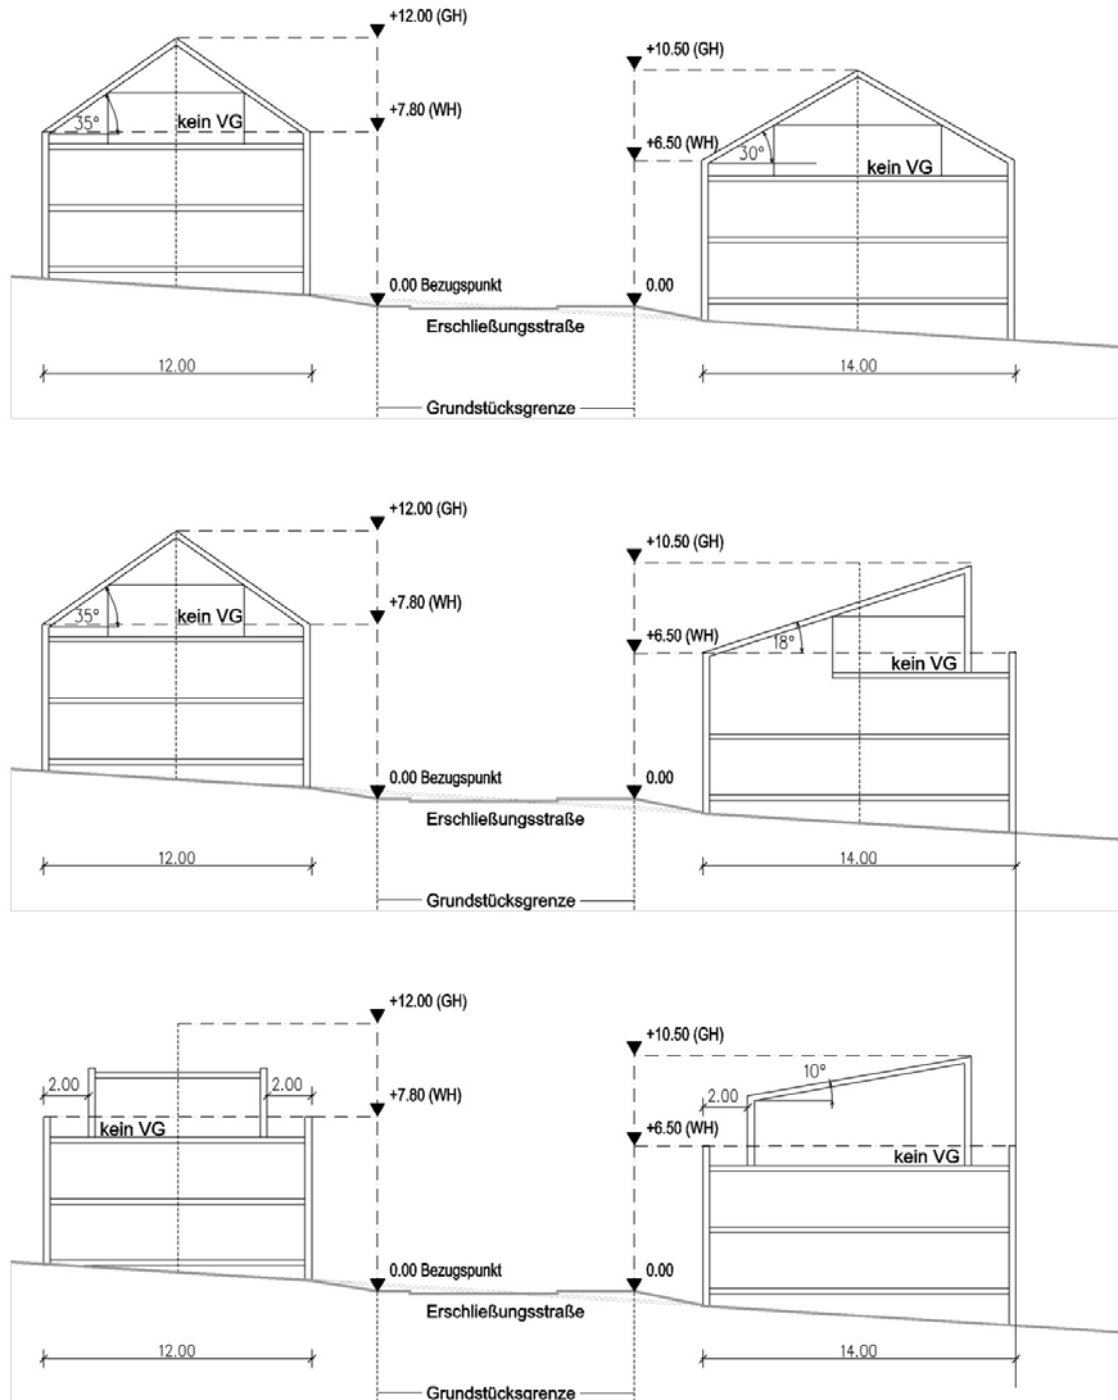 +12.00 (GH)
+10.50 (GH)
+7.80 (WH)
35°
kein VG
+6.50 (WH)
30°
kein VG
0.00 Bezugspunkt
0.00
Erschließungsstraße
12.00
14.00
Grundstücksgrenze
+12.00 (GH)
+10.50 (GH)
+7.80 (WH)
35°
kein VG
+6.50 (WH)
18°
kein VG
0.00 Bezugspunkt
0.00
Erschließungsstraße
12.00
14.00
Grundstücksgrenze
+12.00 (GH)
+10.50 (GH)
2.00
2.00
+7.80 (WH)
10°
2.00
kein VG
+6.50 (WH)
kein VG
0.00 Bezugspunkt
0.00
Erschließungsstraße
12.00
14.00
Grundstücksgrenze